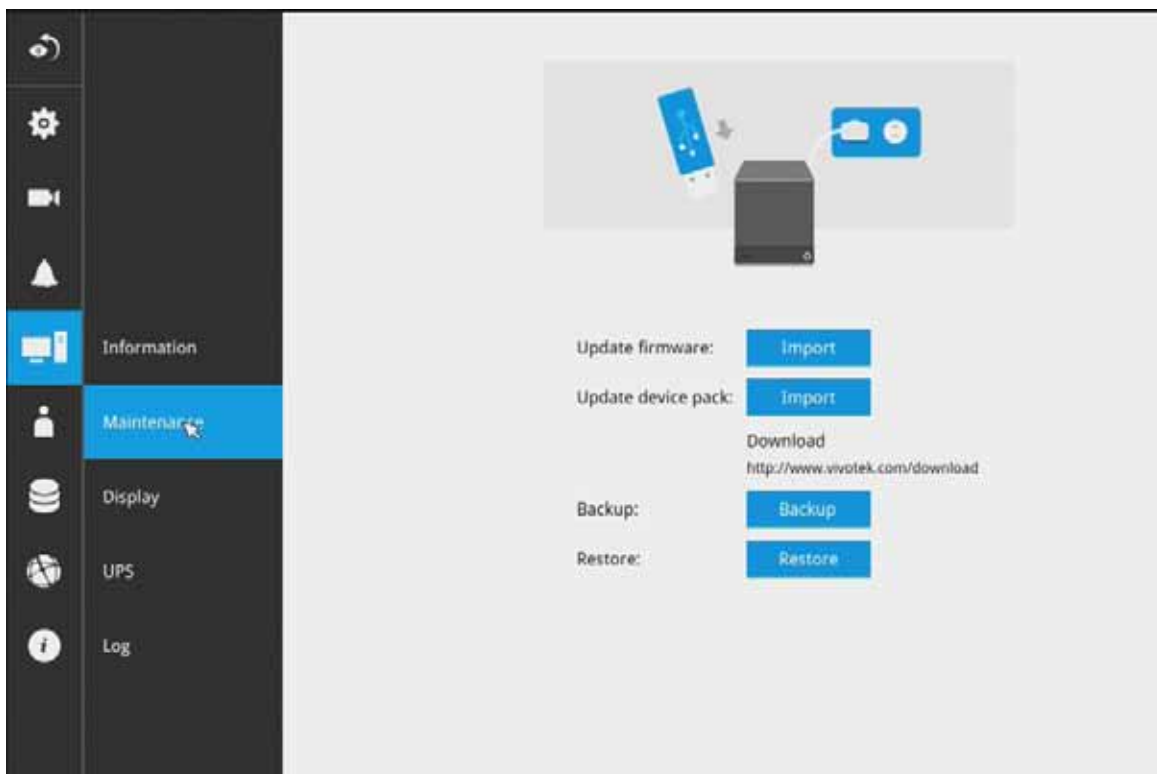 Information
Maintenance
Display
UPS
Log
Update firmware: Import
Update device pack: Import
Download
http://www.vivotek.com/download
Backup: Backup
Restore: Restore